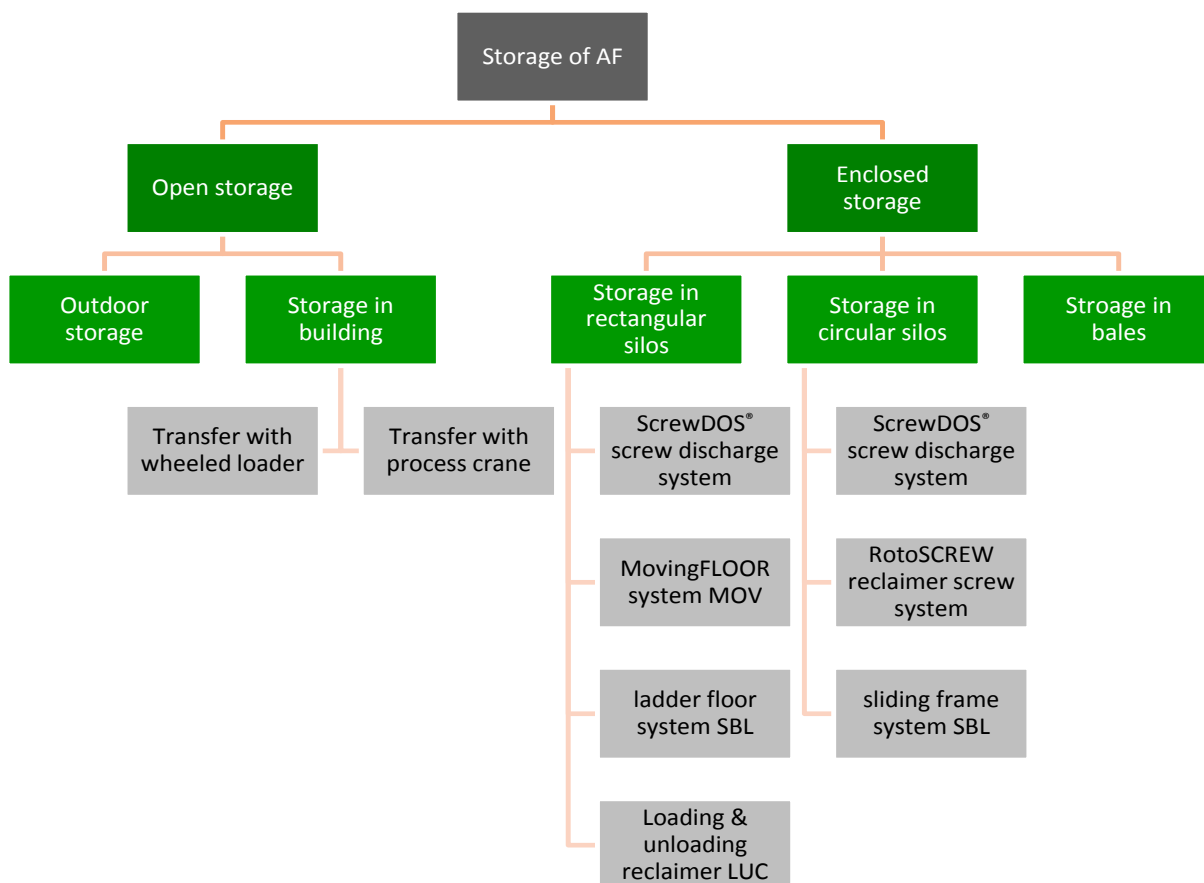 Storage of AF
Open storage
Enclosed
storage
Outdoor
storage
Storage in
building
Storage in
rectangular
silos
Storage in
circular silos
Stroage in
bales
Transfer with
wheeled loader
Transfer with
process crane
ScrewDOS®
screw discharge
system
ScrewDOS®
screw discharge
system
MovingFLOOR
system MOV
RotoSCREW
reclaimer screw
system
ladder floor
system SBL
sliding frame
system SBL
Loading &
unloading
reclaimer LUC